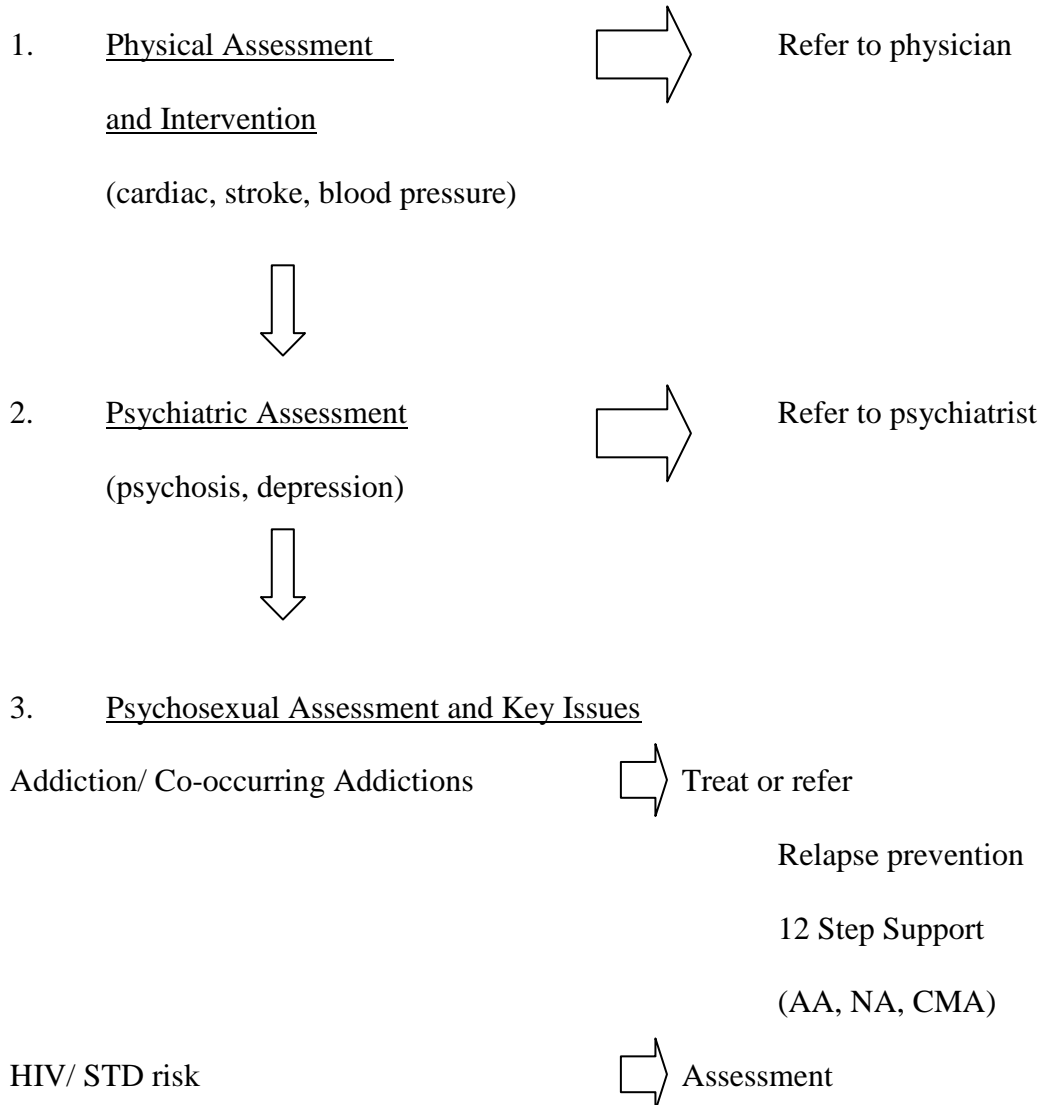 1. Physical Assessment Refer to physician
and Intervention
(cardiac, stroke, blood pressure)
2. Psychiatric Assessment Refer to psychiatrist
(psychosis, depression)
3. Psychosexual Assessment and Key Issues
Addiction/ Co-occurring Addictions Treat or refer
Relapse prevention
12 Step Support
(AA, NA, CMA)
HIV/ STD risk Assessment